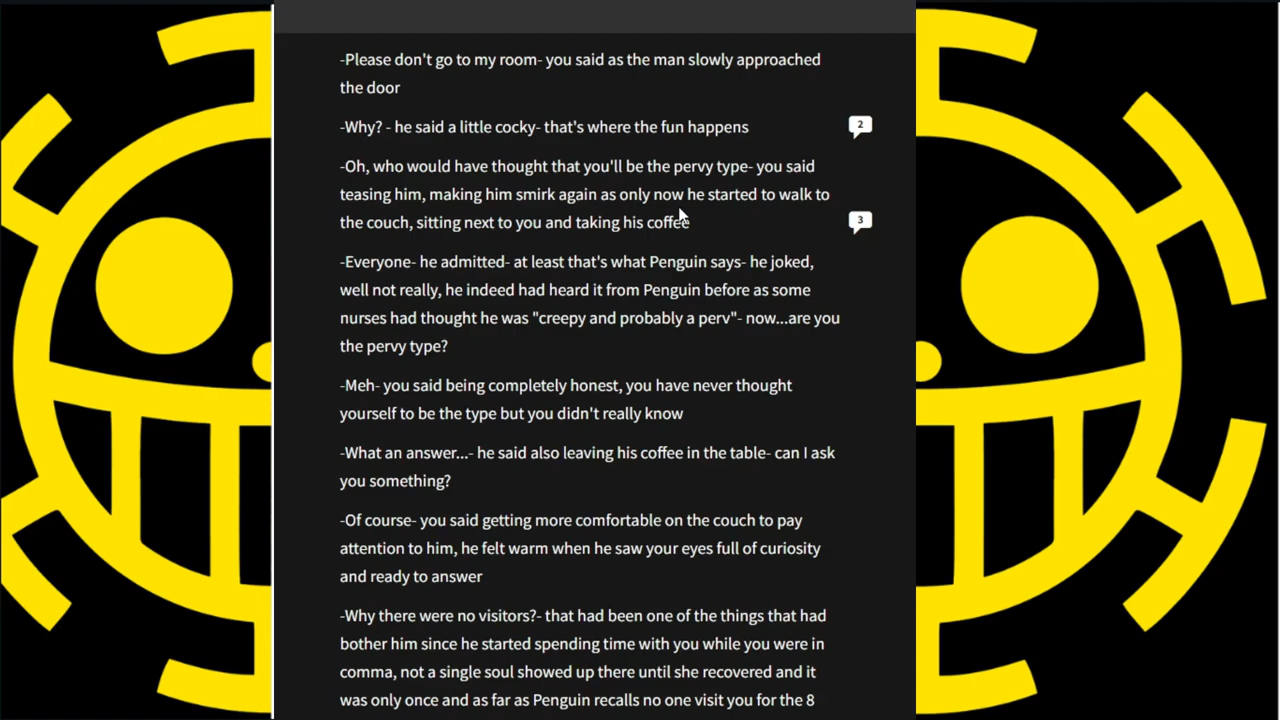 -Please don't go to my room- you said as the man slowly approached
the door
-Why? - he said a little cocky- that's where the fun happens
2
-Oh, who would have thought that you'll be the pervy type- you said
teasing him, making him smirk again as only now he started to walk to
the couch, sitting next to you and taking his coffee
3
-Everyone- he admitted- at least that's what Penguin says- he joked,
well not really, he indeed had heard it from Penguin before as some
nurses had thought he was "creepy and probably a perv"- now...are you
the pervy type?
-Meh- you said being completely honest, you have never thought
yourself to be the type but you didn't really know
-What an answer...- he said also leaving his coffee in the table- can I ask
you something?
-Of course- you said getting more comfortable on the couch to pay
attention to him, he felt warm when he saw your eyes full of curiosity
and ready to answer
-Why there were no visitors?- that had been one of the things that had
bother him since he started spending time with you while you were in
comma, not a single soul showed up there until she recovered and it
was only once and as far as Penguin recalls no one visit you for the 8